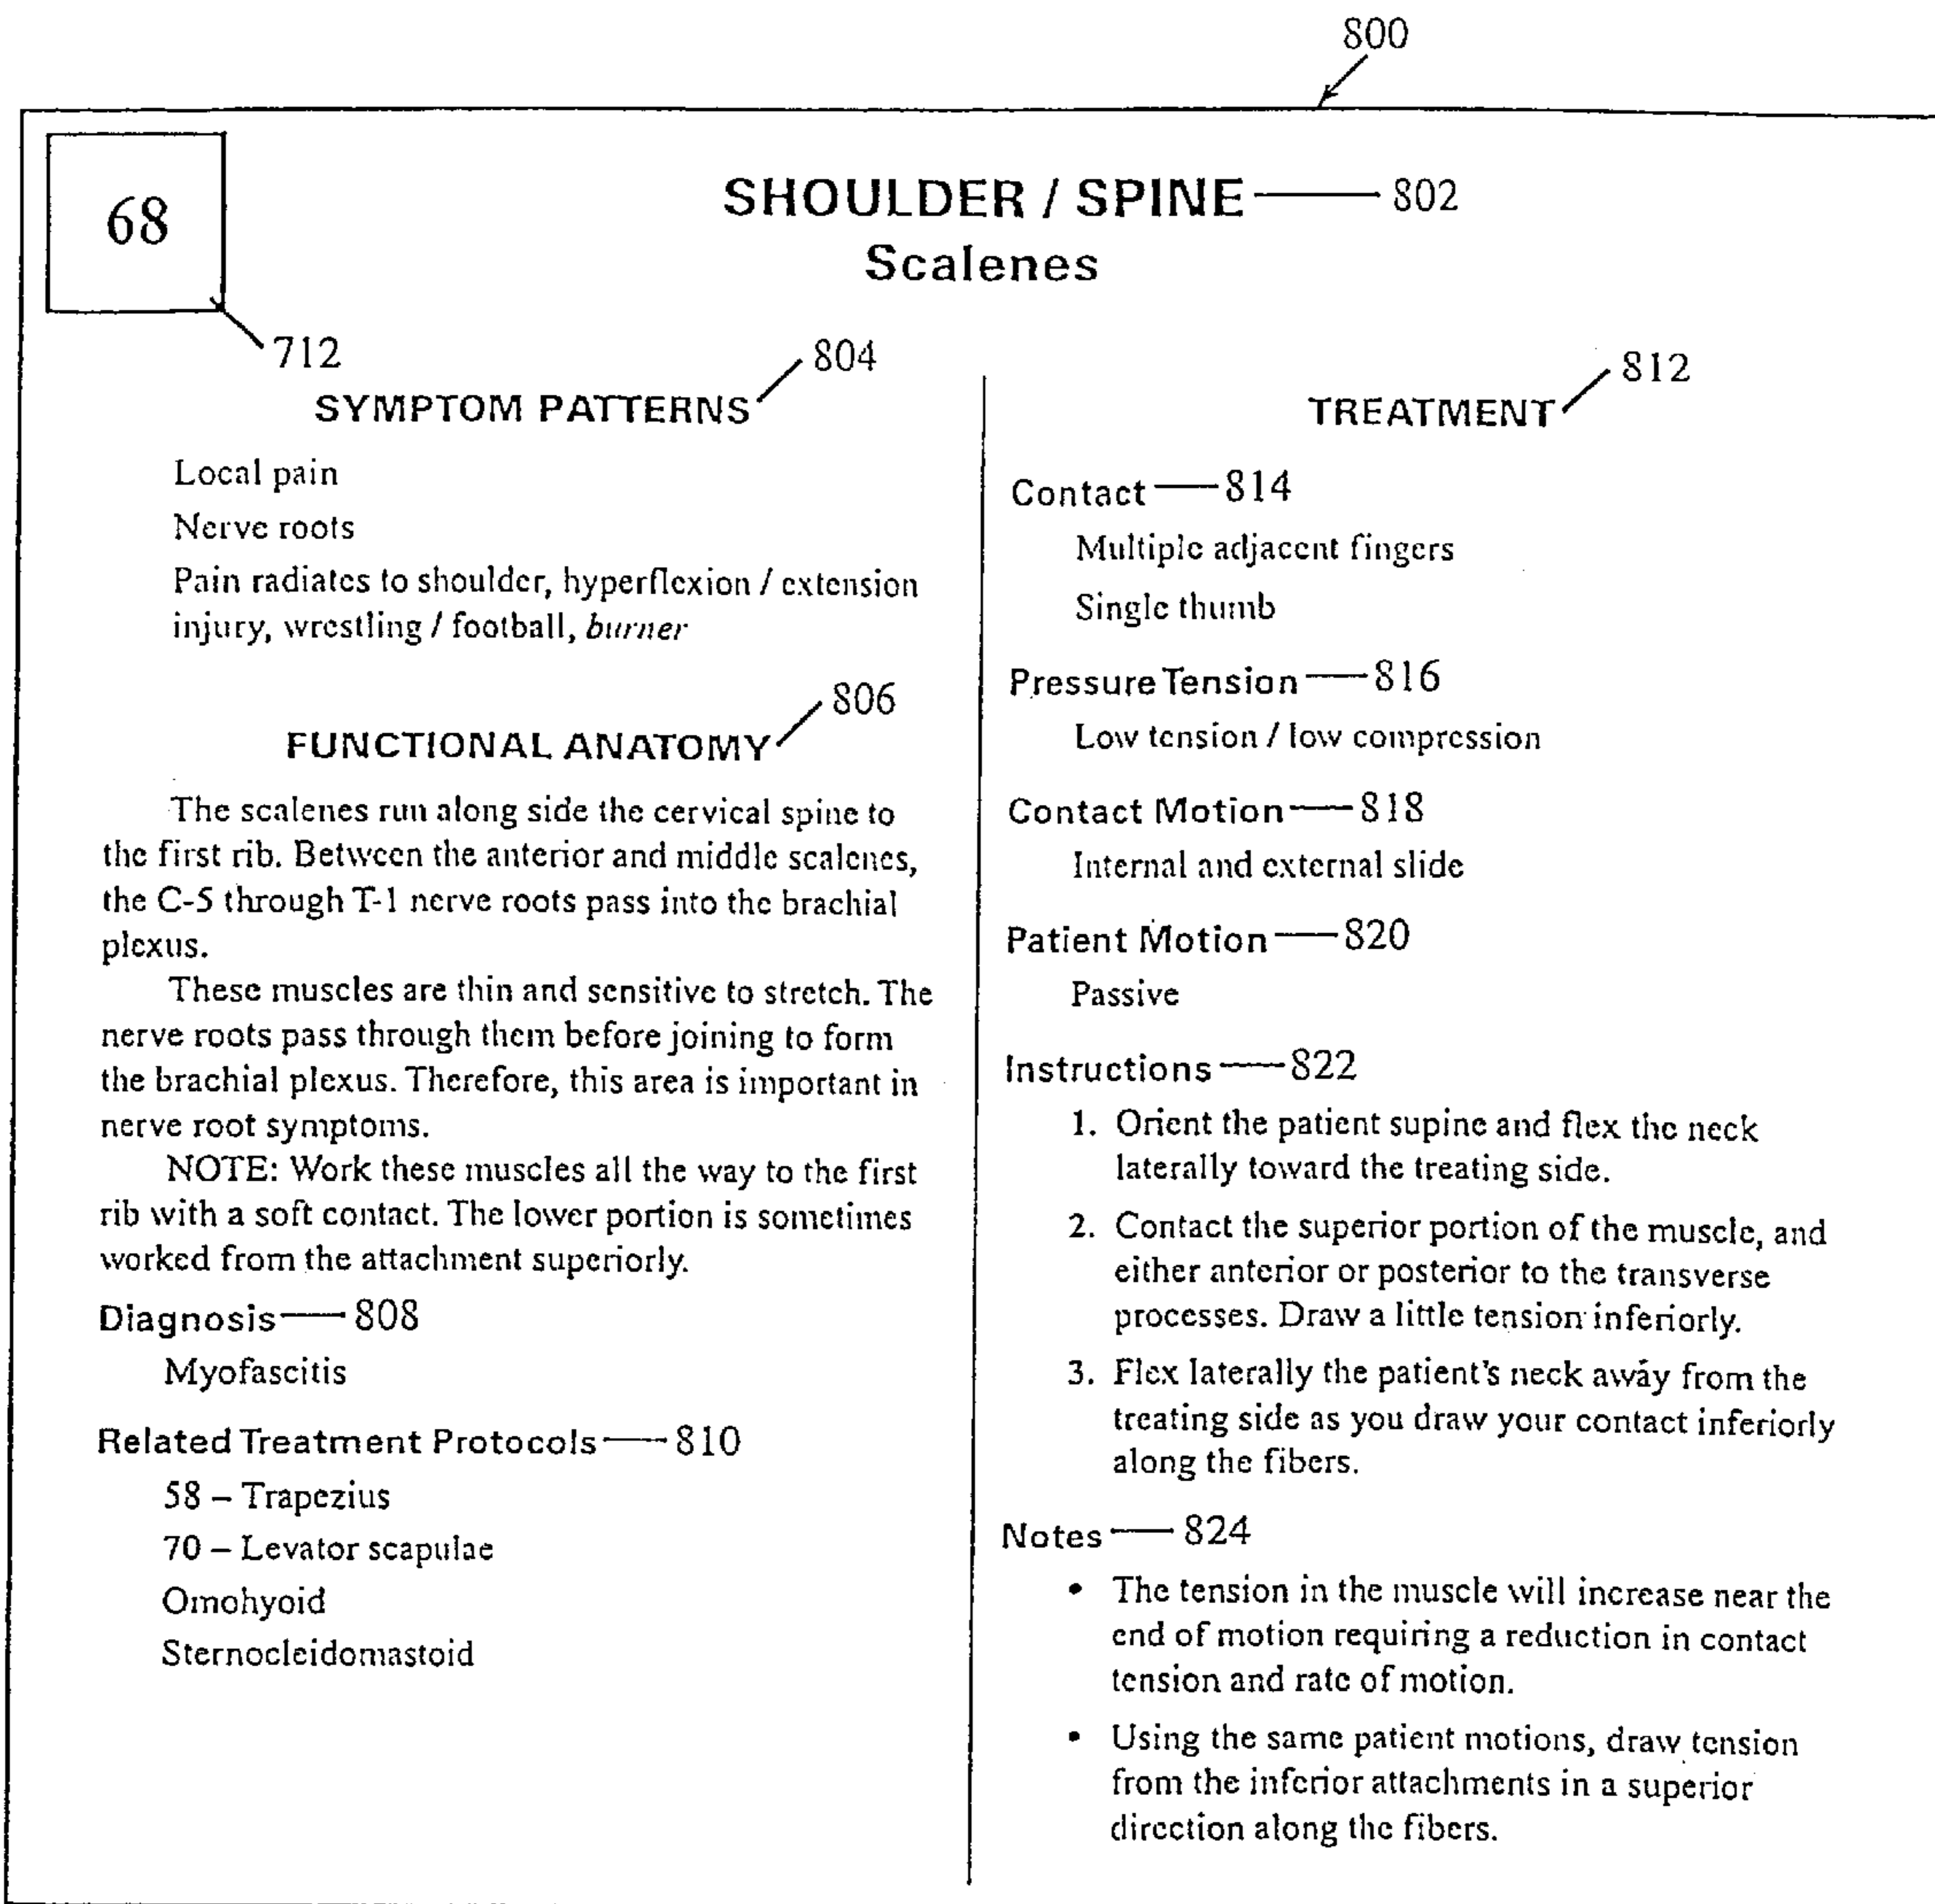 800
68
SHOULDER / SPINE 802
Scalenes
712
804
SYMPTOM PATTERNS
Local pain
Nerve roots
Pain radiates to shoulder, hyperflexion / extension
injury, wrestling / football, burner
806
FUNCTIONAL ANATOMY
The scalenes run along side the cervical spine to
the first rib. Between the anterior and middle scalenes,
the C-5 through T-1 nerve roots pass into the brachial
plexus.
These muscles are thin and sensitive to stretch. The
nerve roots pass through them before joining to form
the brachial plexus. Therefore, this area is important in
nerve root symptoms.
NOTE: Work these muscles all the way to the first
rib with a soft contact. The lower portion is sometimes
worked from the attachment superiorly.
Diagnosis 808
Myofascitis
Related Treatment Protocols 810
58 – Trapezius
70 – Levator scapulae
Omohyoid
Sternocleidomastoid
812
TREATMENT
Contact 814
Multiple adjacent fingers
Single thumb
Pressure Tension 816
Low tension / low compression
Contact Motion 818
Internal and external slide
Patient Motion 820
Passive
Instructions 822
1. Orient the patient supine and flex the neck
laterally toward the treating side.
2. Contact the superior portion of the muscle, and
either anterior or posterior to the transverse
processes. Draw a little tension inferiorly.
3. Flex laterally the patient's neck away from the
treating side as you draw your contact inferiorly
along the fibers.
Notes 824
• The tension in the muscle will increase near the
end of motion requiring a reduction in contact
tension and rate of motion.
• Using the same patient motions, draw tension
from the inferior attachments in a superior
direction along the fibers.